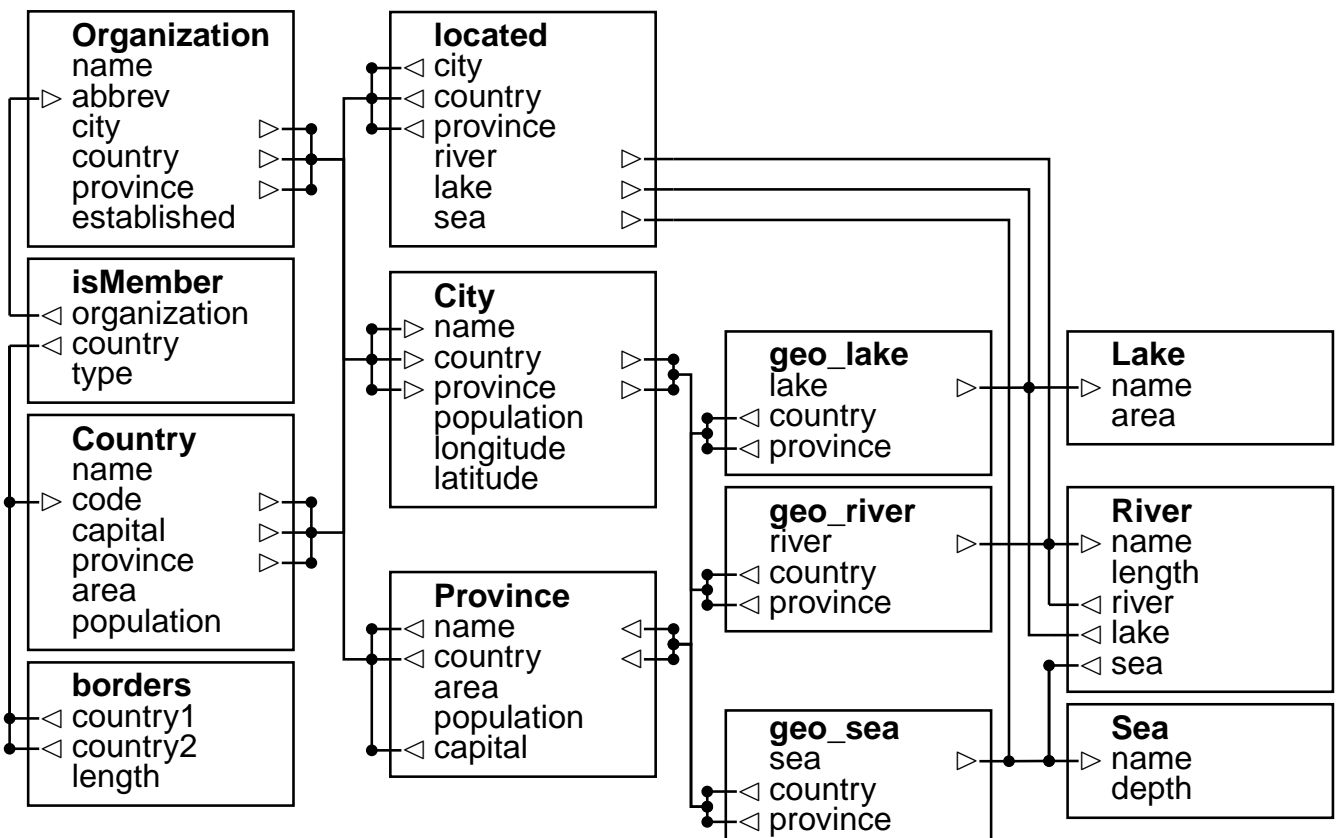 Organization
name
abbrev
city
country
province
established
isMember
organization
country
type
Country
name
code
capital
province
area
population
borders
country1
country2
length
located
city
country
province
river
lake
sea
City
name
country
province
population
longitude
latitude
Province
name
country
area
population
capital
geo_lake
lake
country
province
geo_river
river
country
province
geo_sea
sea
country
province
Lake
name
area
River
name
length
river
lake
sea
Sea
name
depth